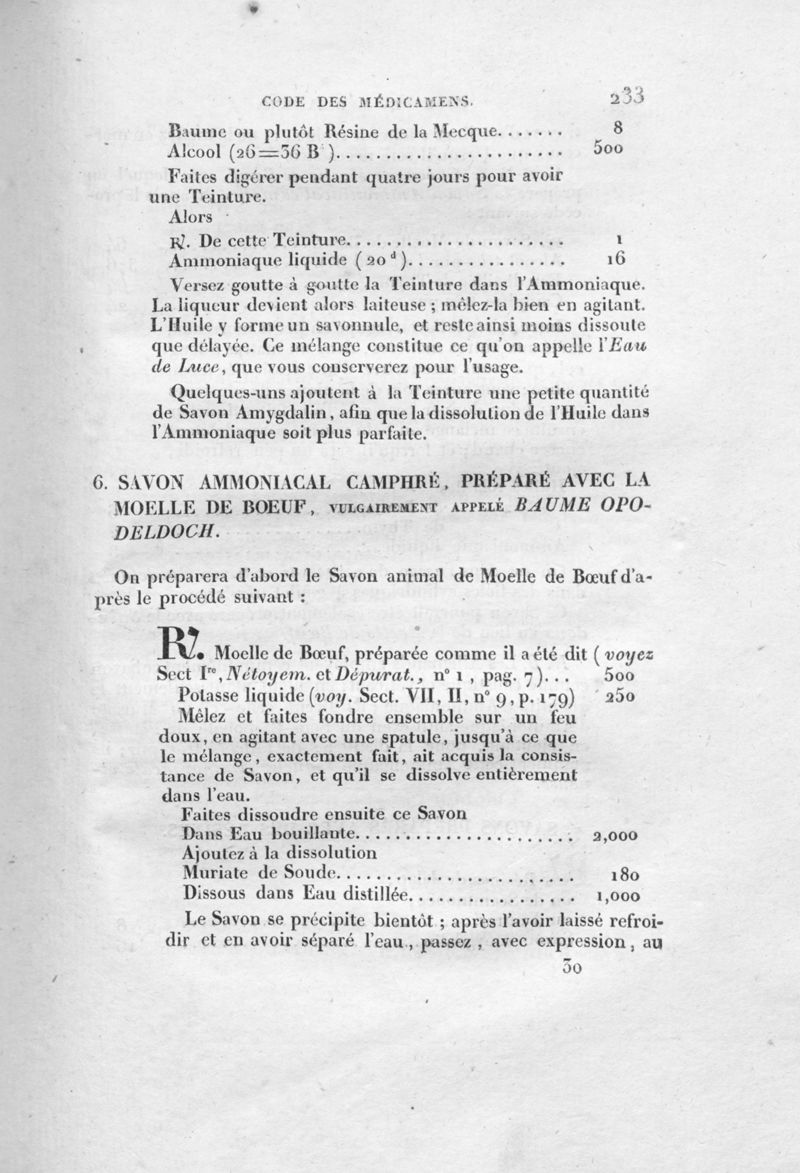 CODE DES MÉDICAMENS. 233
Baume ou plutôt Résine de la Mecque....... 8
Alcool (26=36 B ).......................  500
Faites digérer pendant quatre jours pour avoir
une Teinture.
Alors
℞. De cette Teinture...................... 1
Ammoniaque liquide ( 20 d )................ 16
Versez goutte à goutte la Teinture dans l'Ammoniaque.
La liqueur devient alors laiteuse ; mêlez-la bien en agitant.
L'Huile y forme un savonnule, et reste ainsi moins dissoute
que délayée. Ce mélange constitue ce qu'on appelle l'Eau
de Luce, que vous conserverez pour l'usage.
Quelques-uns ajoutent à la Teinture une petite quantité
de Savon Amygdalin, afin que la dissolution de l'Huile dans
l'Ammoniaque soit plus parfaite.
6. SAVON AMMONIACAL CAMPHRÉ, PRÉPARÉ AVEC LA
MOELLE DE BOEUF, VULGAIREMENT APPELÉ BAUME OPO-
DELDOCH.
On préparera d'abord le Savon animal de Moelle de Bœuf d'a-
près le procédé suivant :
℞. Moelle de Bœuf, préparée comme il a été dit ( voyez
Sect Ire, Nétoyem. et Dépurat., n° 1 , pag. 7 )... 500
Potasse liquide (voy. Sect. VII, II, n° 9, p. 179) 250
Mêlez et faites fondre ensemble sur un feu
doux, en agitant avec une spatule, jusqu'à ce que
le mélange, exactement fait, ait acquis la consis-
tance de Savon, et qu'il se dissolve entièrement
dans l'eau.
Faites dissoudre ensuite ce Savon
Dans Eau bouillante...................... 2,000
Ajoutez à la dissolution
Muriate de Soude........................ 180
Dissous dans Eau distillée................. 1,000
Le Savon se précipite bientôt ; après l'avoir laissé refroi-
dir et en avoir séparé l'eau, passez , avec expression, au
30